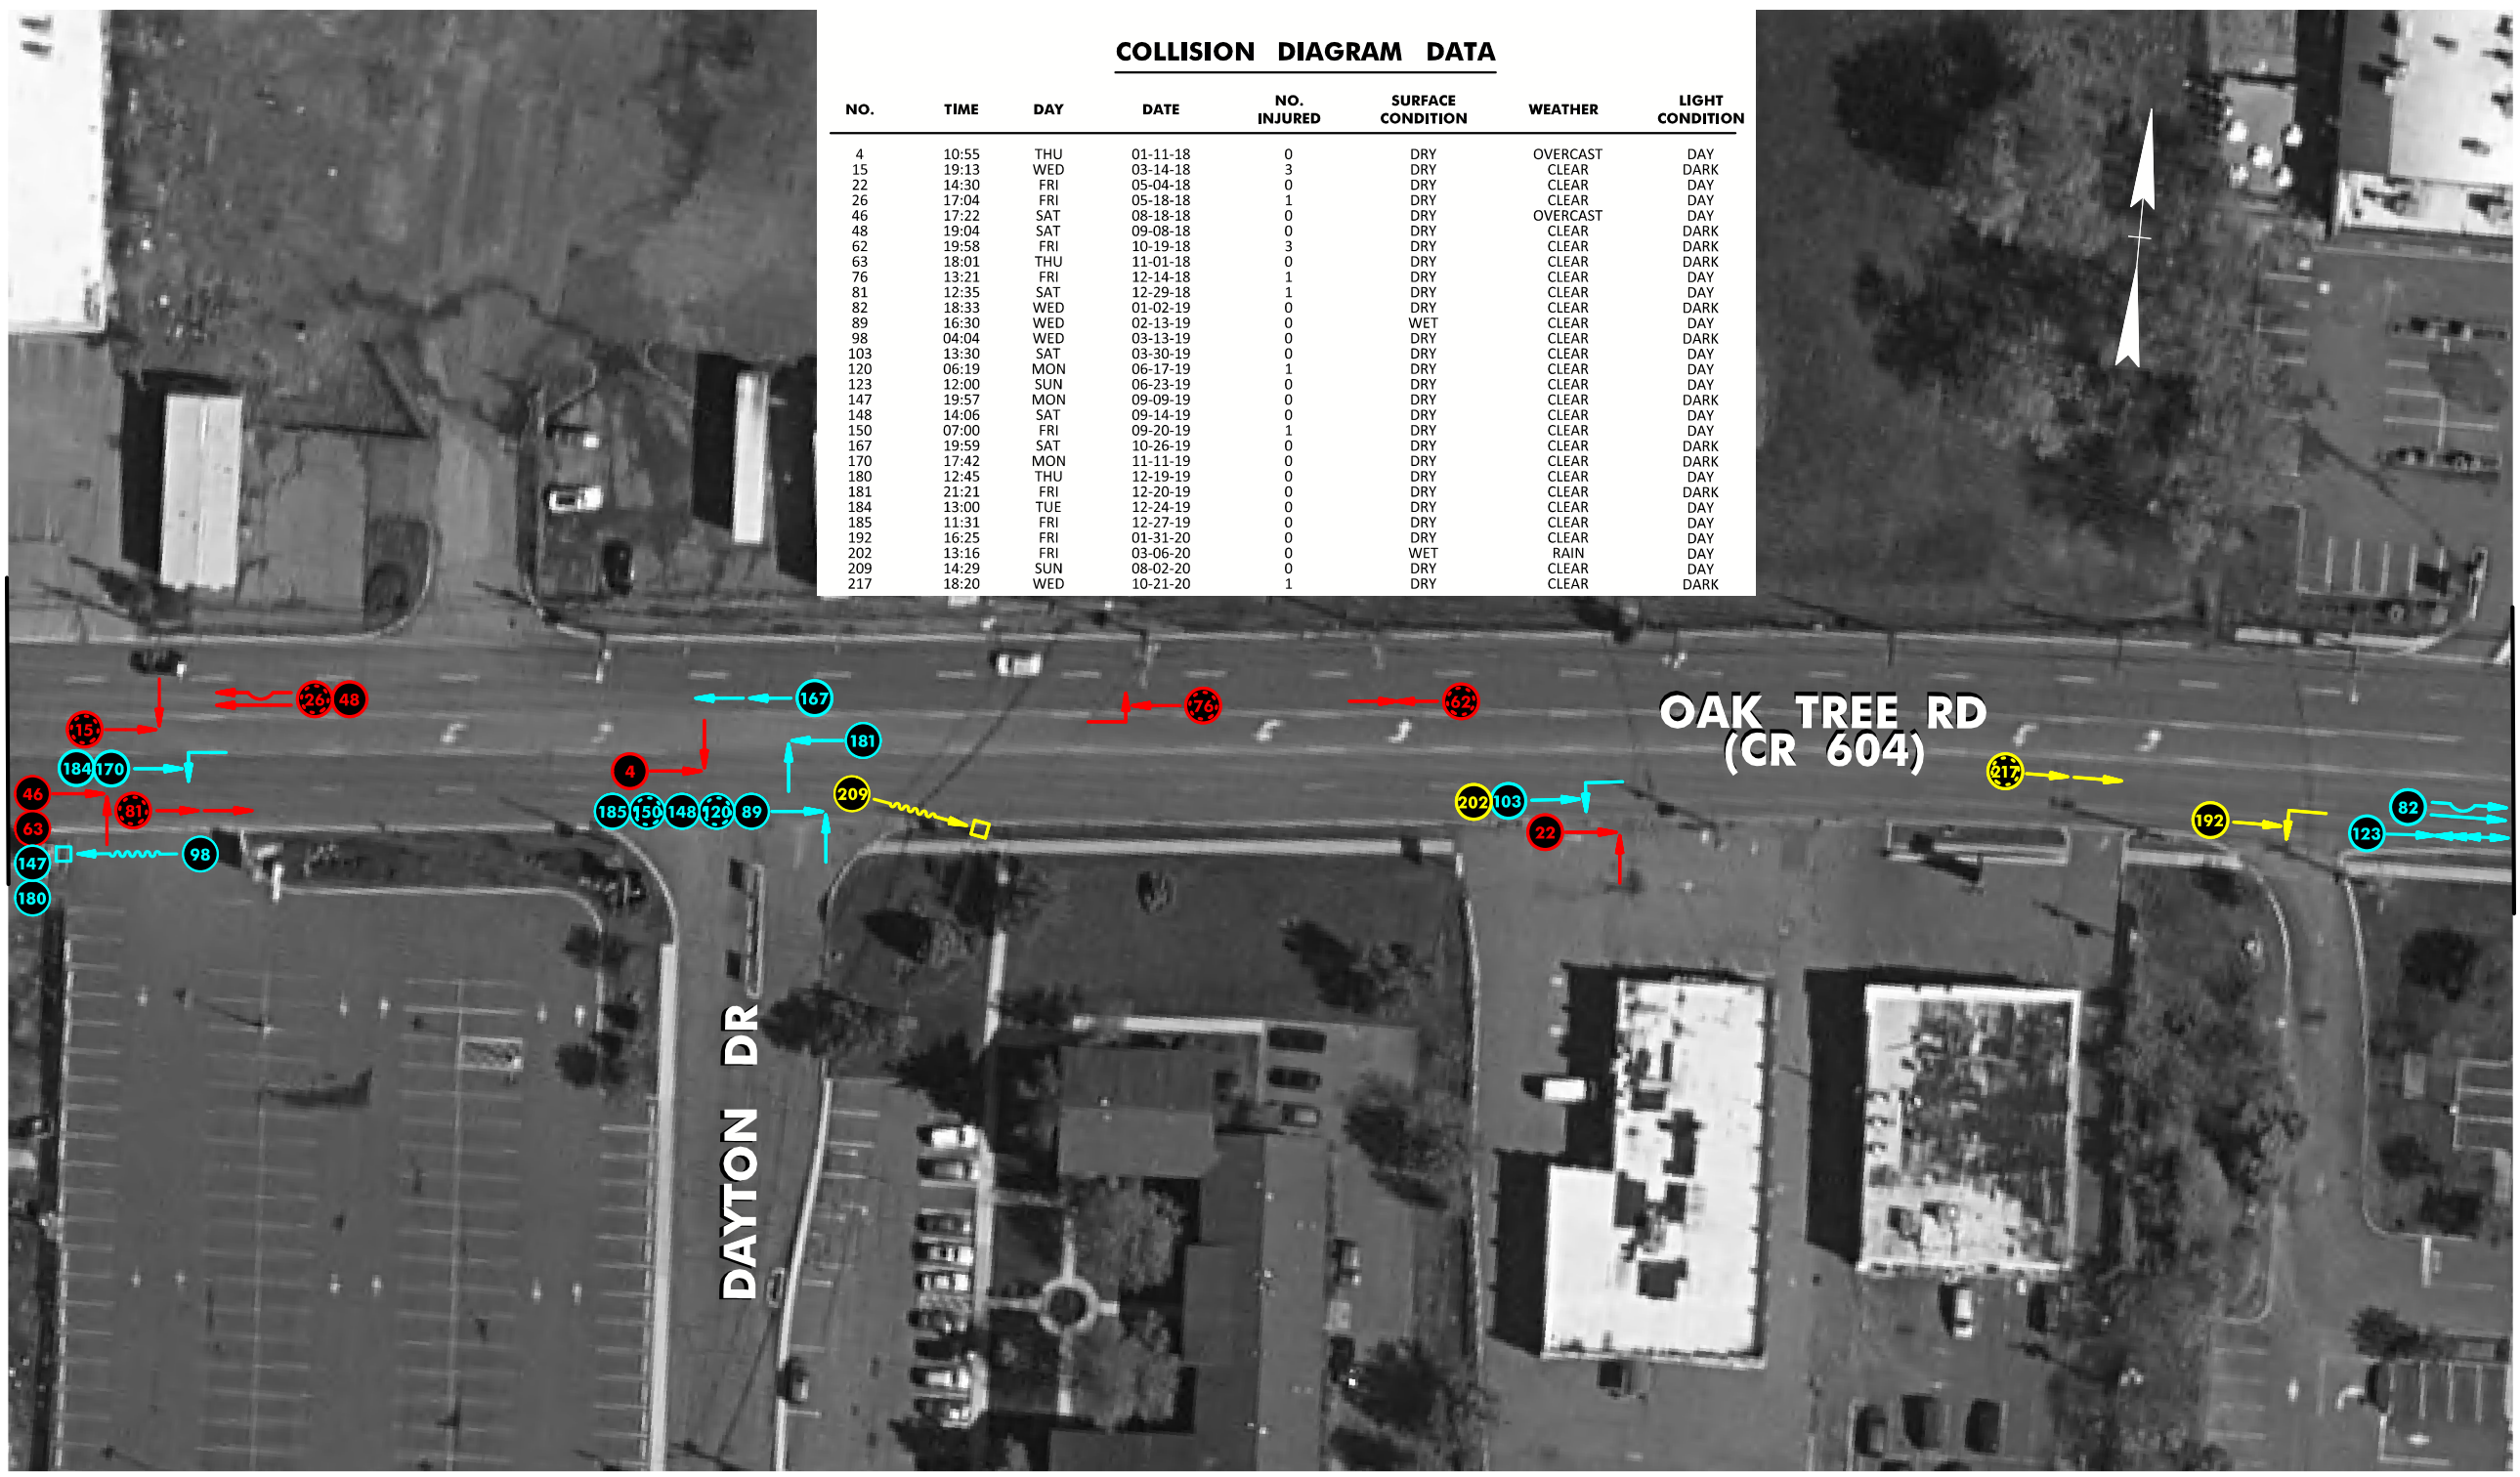 COLLISION DIAGRAM DATA
NO. TIME DAY DATE NO. INJURED SURFACE CONDITION WEATHER LIGHT CONDITION
4 10:55 THU 01-11-18 0 DRY OVERCAST DAY
15 19:13 WED 03-14-18 3 DRY CLEAR DARK
22 14:30 FRI 05-04-18 0 DRY CLEAR DAY
26 17:04 FRI 05-18-18 1 DRY CLEAR DAY
46 17:22 SAT 08-18-18 0 DRY OVERCAST DAY
48 19:04 SAT 09-08-18 0 DRY CLEAR DARK
62 19:58 FRI 10-19-18 3 DRY CLEAR DARK
63 18:01 THU 11-01-18 0 DRY CLEAR DARK
76 13:21 FRI 12-14-18 1 DRY CLEAR DAY
81 12:35 SAT 12-29-18 1 DRY CLEAR DAY
82 18:33 WED 01-02-19 0 DRY CLEAR DARK
89 16:30 WED 02-13-19 0 WET CLEAR DAY
98 04:04 WED 03-13-19 0 DRY CLEAR DARK
103 13:30 SAT 03-30-19 0 DRY CLEAR DAY
120 06:19 MON 06-17-19 1 DRY CLEAR DAY
123 12:00 SUN 06-23-19 0 DRY CLEAR DAY
147 19:57 MON 09-09-19 0 DRY CLEAR DARK
148 14:06 SAT 09-14-19 0 DRY CLEAR DAY
150 07:00 FRI 09-20-19 1 DRY CLEAR DAY
167 19:59 SAT 10-26-19 0 DRY CLEAR DARK
170 17:42 MON 11-11-19 0 DRY CLEAR DARK
180 12:45 THU 12-19-19 0 DRY CLEAR DAY
181 21:21 FRI 12-20-19 0 DRY CLEAR DARK
184 13:00 TUE 12-24-19 0 DRY CLEAR DAY
185 11:31 FRI 12-27-19 0 DRY CLEAR DAY
192 16:25 FRI 01-31-20 0 DRY CLEAR DAY
202 13:16 FRI 03-06-20 0 WET RAIN DAY
209 14:29 SUN 08-02-20 0 DRY CLEAR DAY
217 18:20 WED 10-21-20 1 DRY CLEAR DARK
26 48
167
76
62
OAK TREE RD
(CR 604)
15
181
184 170
4
217
46
81
209
185 150 148 120 89
202 103
82
192
63
22
123
147
98
180
DAYTON DR